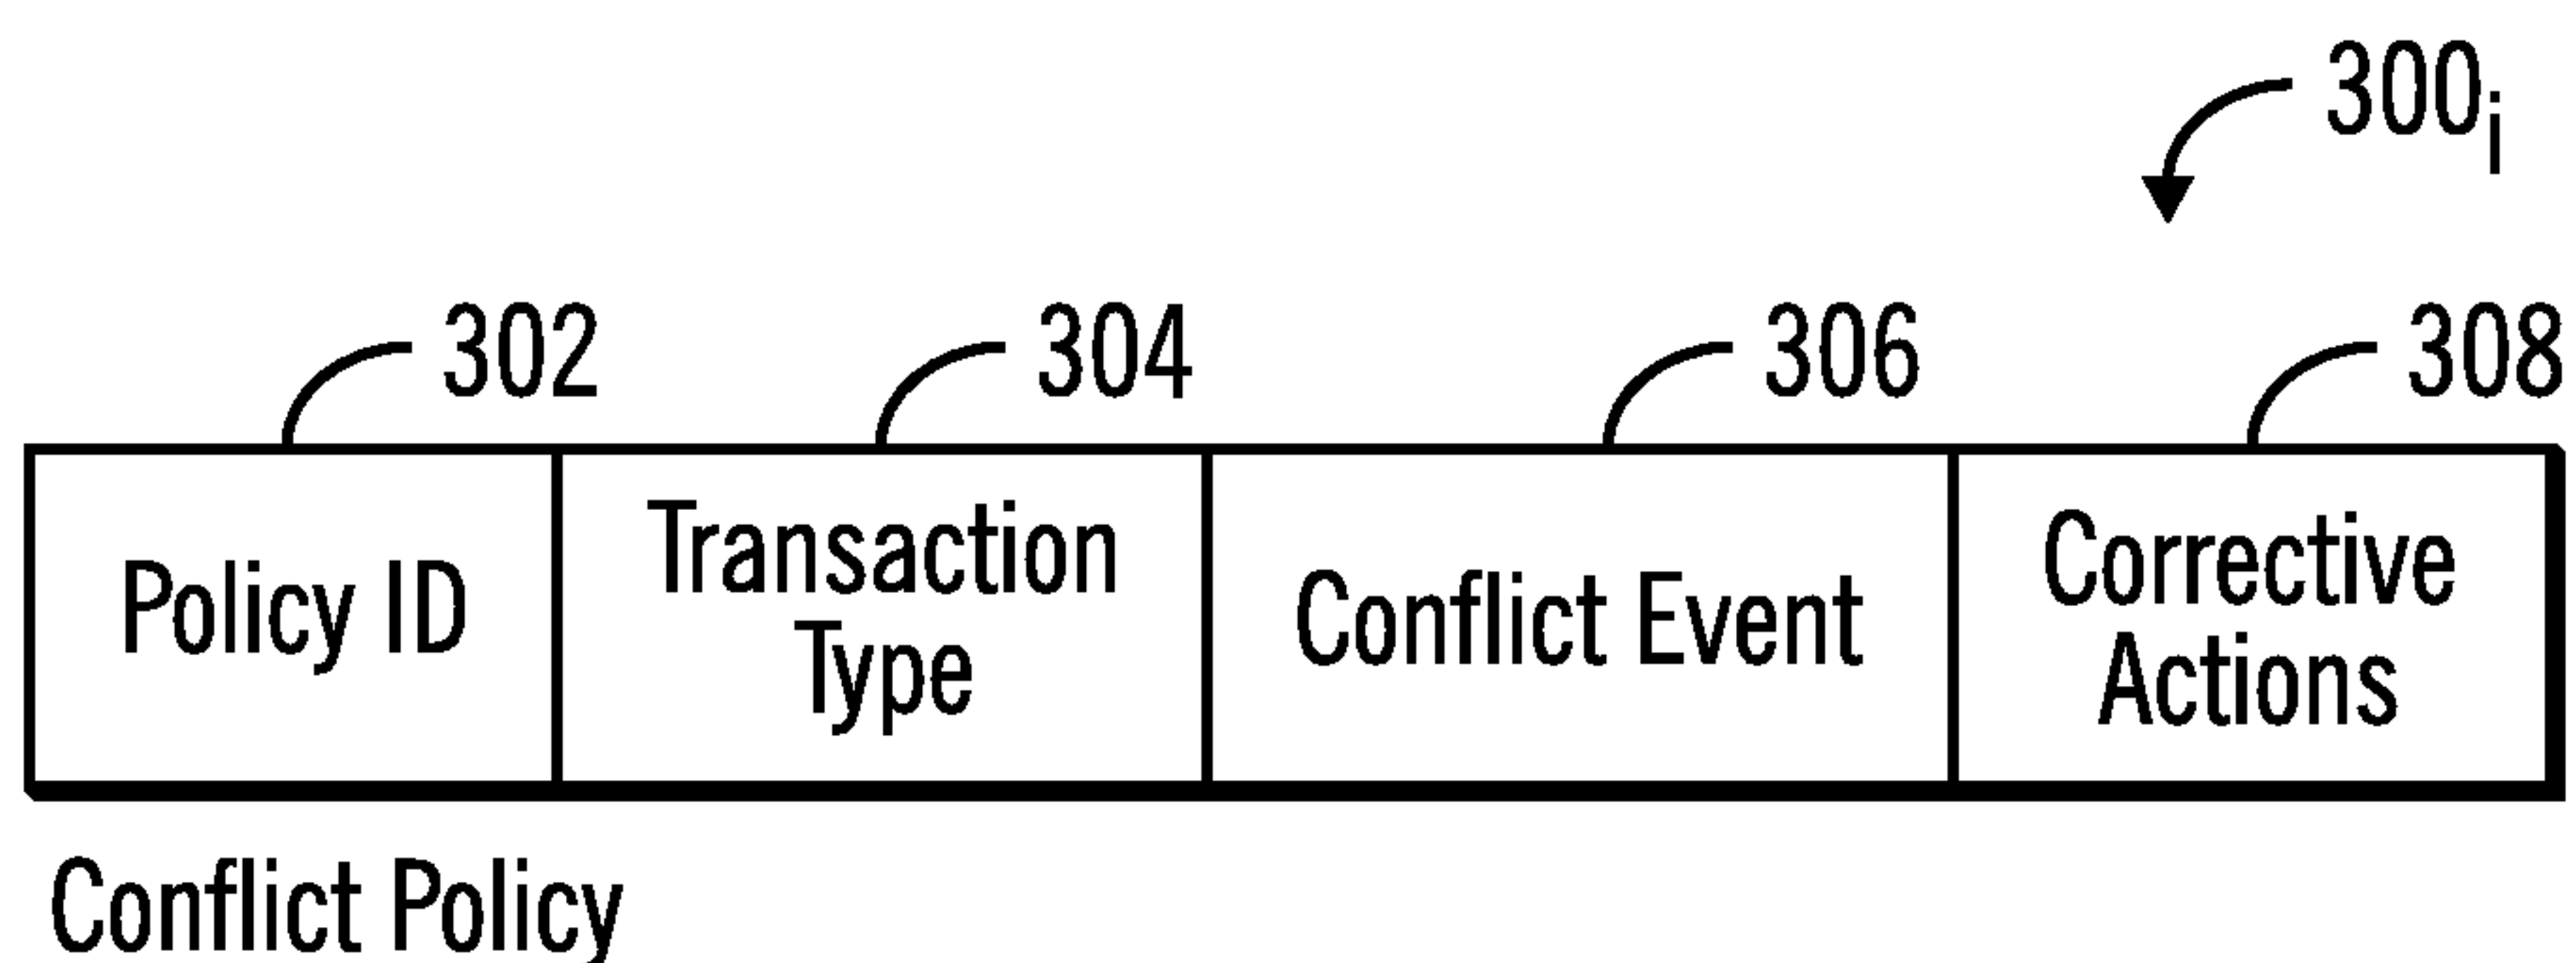 300i
302 304 306 308
Policy ID
Transaction
Type
Conflict Event
Corrective
Actions
Conflict Policy